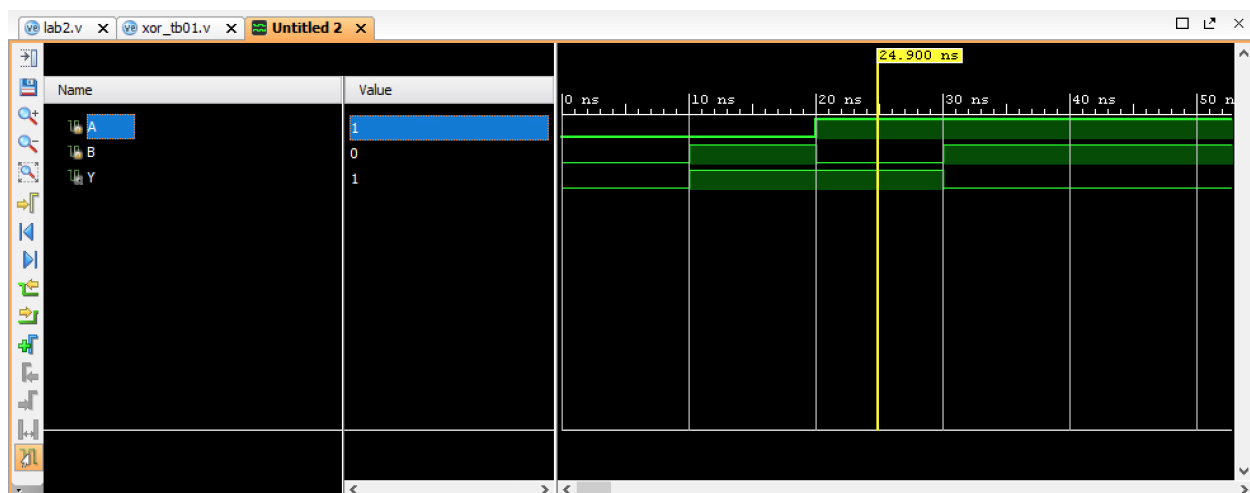 lab2.v xor_tb01.v Untitled 2
24.900 ns
Name Value
0 ns 10 ns 20 ns 30 ns 40 ns 50 n
A 1
B 0
Y 1